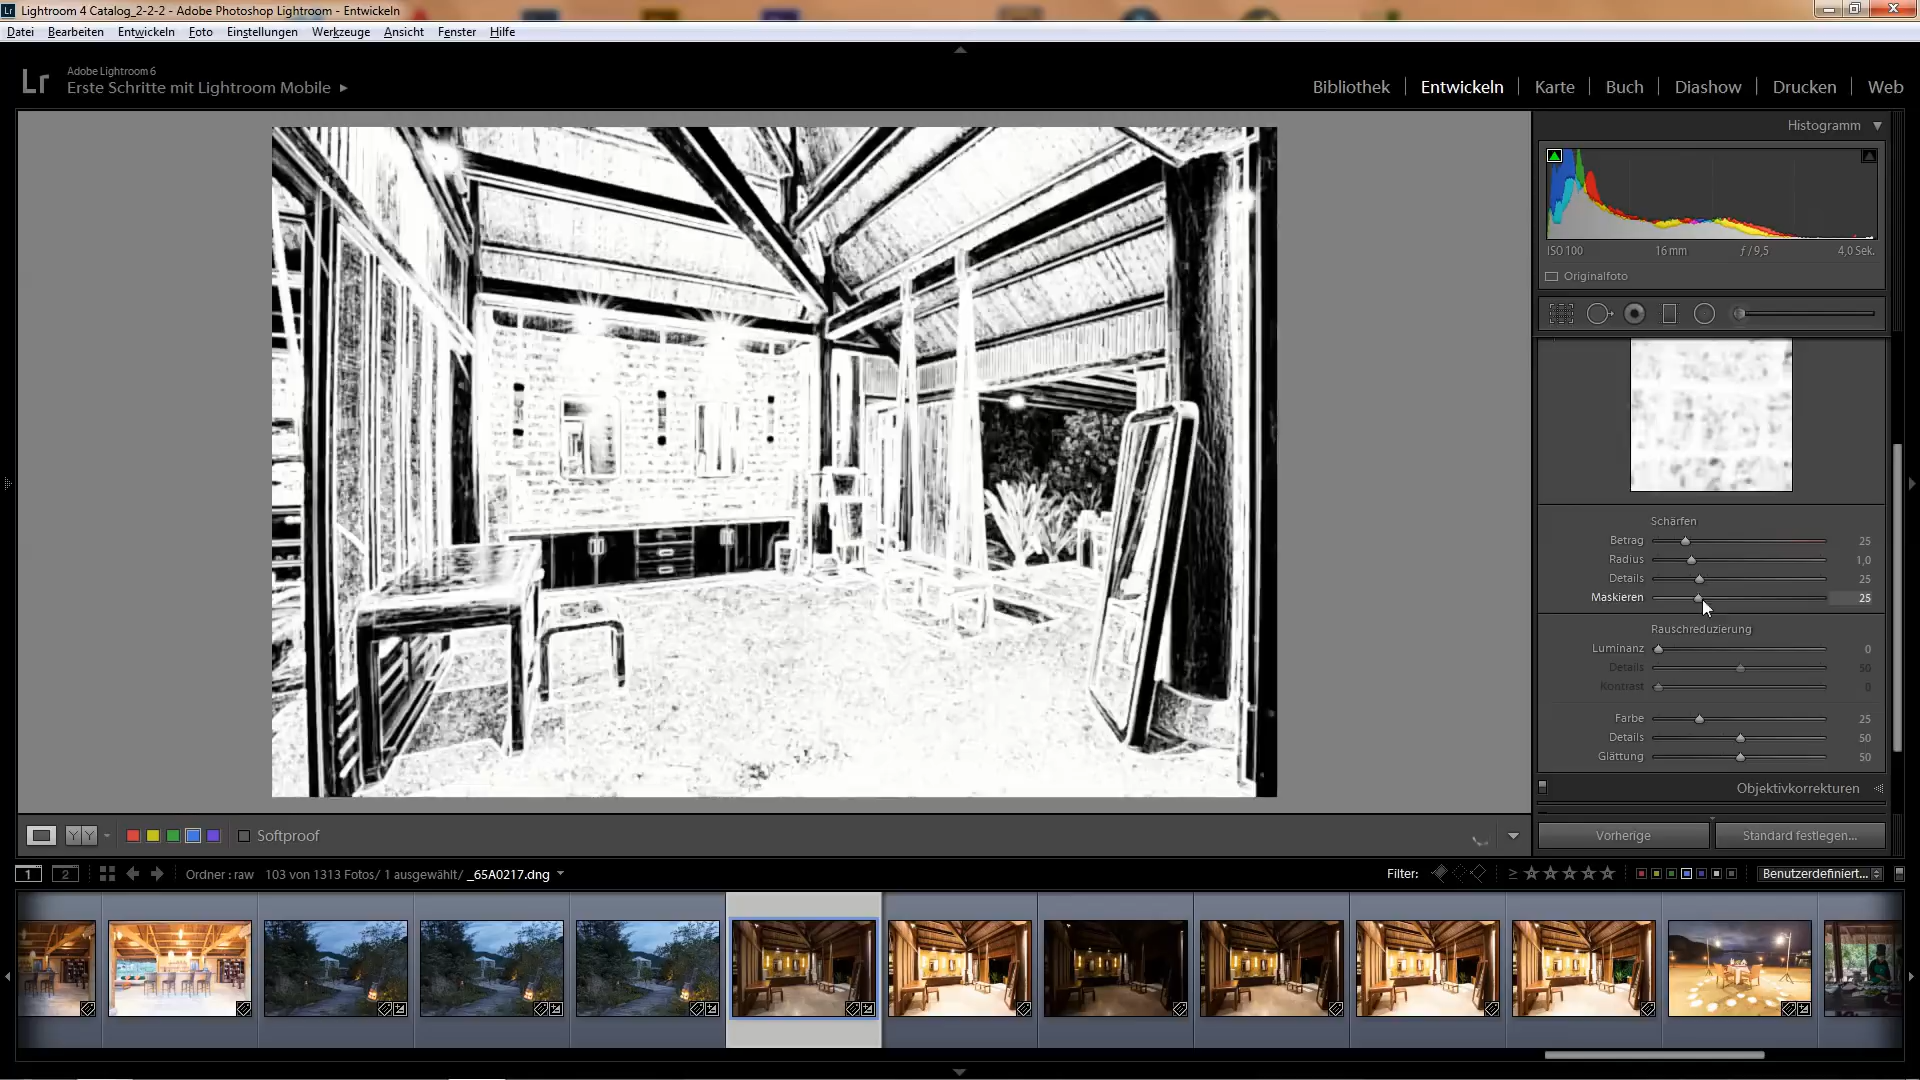 Lr Lightroom 4 Catalog_2-2-2 - Adobe Photoshop Lightroom - Entwickeln
Datei Bearbeiten Entwickeln Foto Einstellungen Werkzeuge Ansicht Fenster Hilfe
Lr
Adobe Lightroom 6
Erste Schritte mit Lightroom Mobile
Bibliothek | Entwickeln | Karte | Buch | Diashow | Drucken | Web
Histogramm
ISO 100 16 mm ƒ / 9,5 4,0 Sek.
Originalfoto
Schärfen
Betrag 25
Radius 1,0
Details 25
Maskieren 25
Rauschreduzierung
Luminanz 0
Details 50
Kontrast 0
Farbe 25
Details 50
Glättung 50
Objektivkorrekturen
Y Y Softproof
Vorherige Standard festlegen...
1 2 Ordner : raw 103 von 1313 Fotos/ 1 ausgewählt/ _65A0217.dng
Filter: ≥ Benutzerdefiniert...